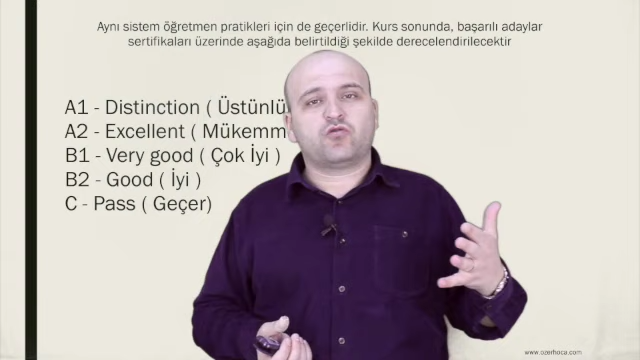 Aynı sistem öğretmen pratikleri için de geçerlidir. Kurs sonunda, başarılı adaylar
sertifikaları üzerinde aşağıda belirtildiği şekilde derecelendirilecektir
A1 - Distinction ( Üstünlü
A2 - Excellent ( Mükemm
B1 - Very good ( Çok İyi )
B2 - Good ( İyi )
C - Pass ( Geçer)
www.ozerhoca.com